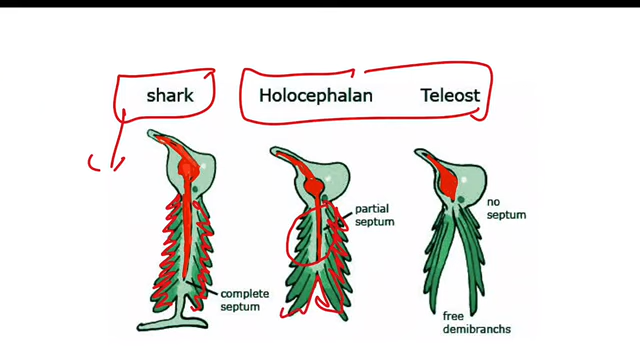 shark
Holocephalan
Teleost
partial
septum
no
septum
complete
septum
free
demibranchs